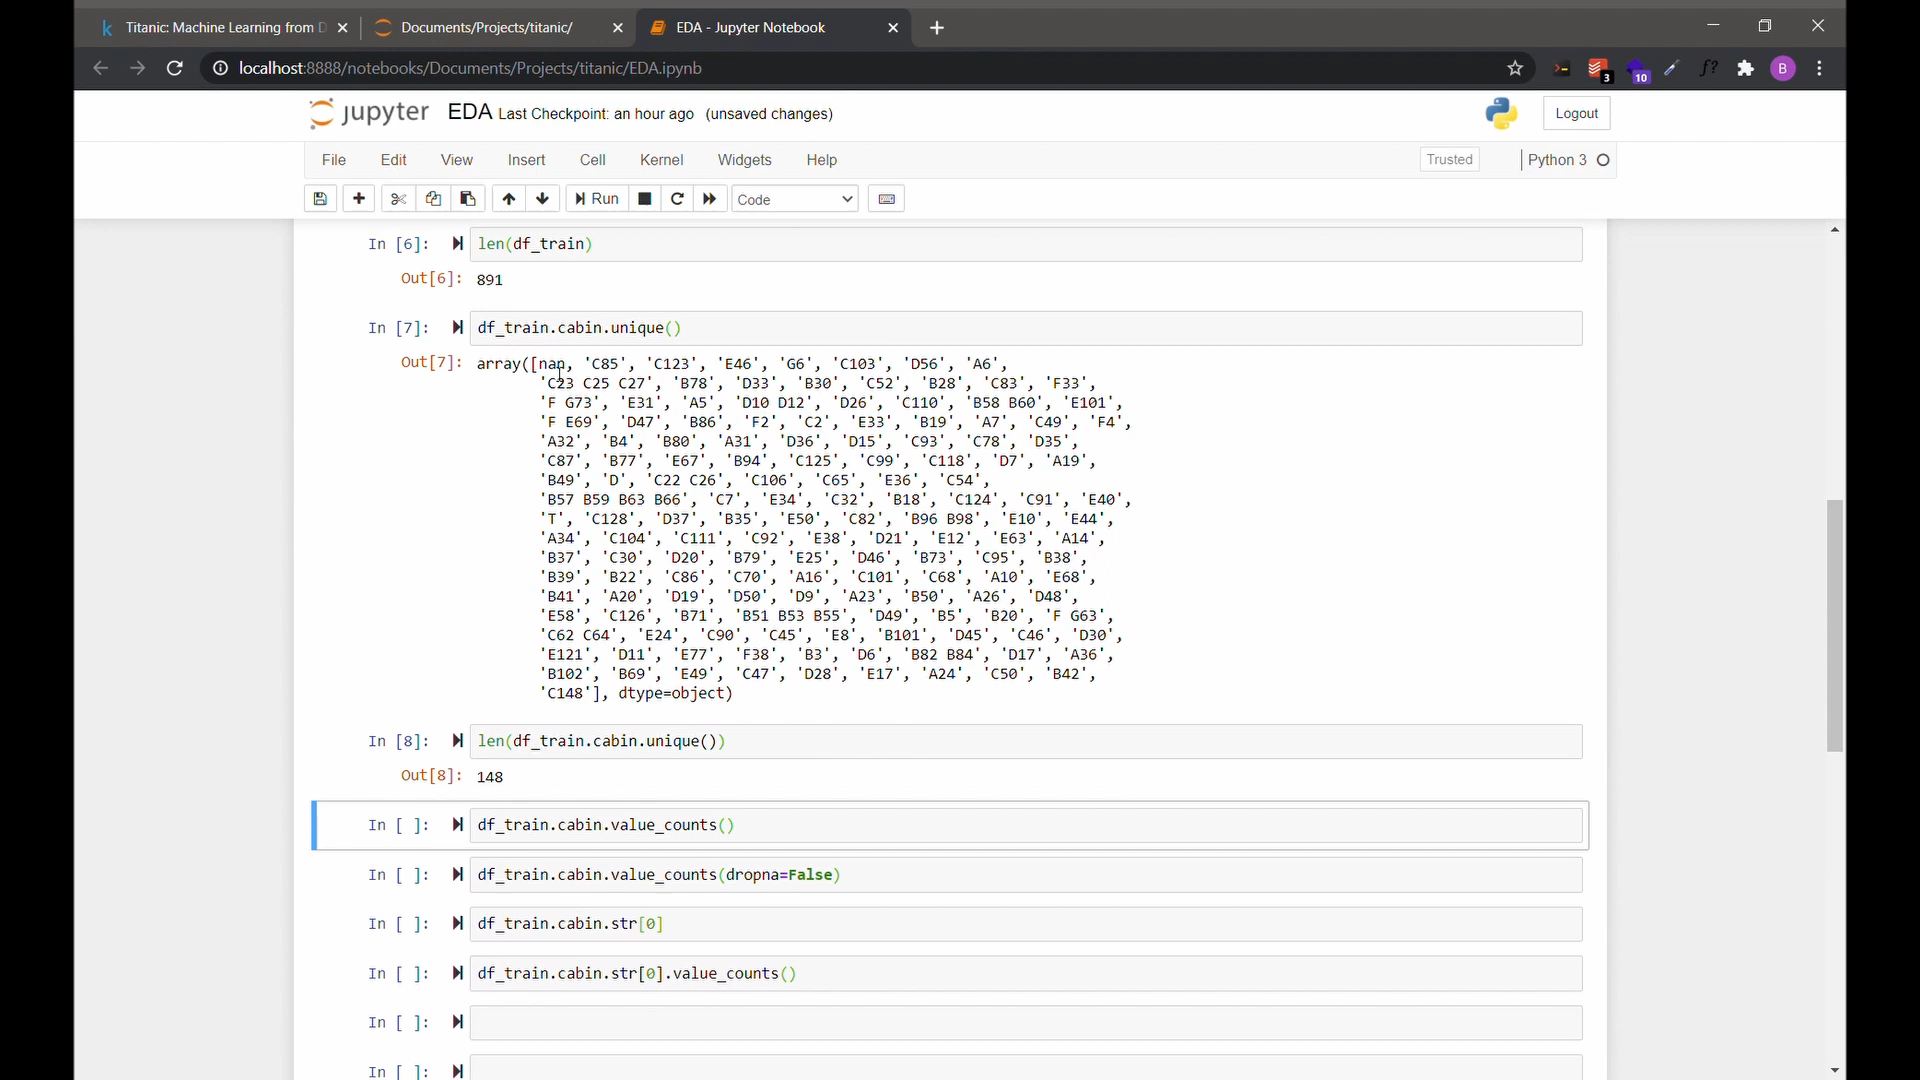 Titanic: Machine Learning from D
Documents/Projects/titanic/
EDA - Jupyter Notebook
localhost:8888/notebooks/Documents/Projects/titanic/EDA.ipynb
3
10
f?
B
jupyter EDA Last Checkpoint: an hour ago (unsaved changes)
Logout
File Edit View Insert Cell Kernel Widgets Help
Trusted
Python 3
Run
Code
In [6]: len(df_train)
Out[6]: 891
In [7]: df_train.cabin.unique()
Out[7]: array([nan, 'C85', 'C123', 'E46', 'G6', 'C103', 'D56', 'A6',
'C23 C25 C27', 'B78', 'D33', 'B30', 'C52', 'B28', 'C83', 'F33',
'F G73', 'E31', 'A5', 'D10 D12', 'D26', 'C110', 'B58 B60', 'E101',
'F E69', 'D47', 'B86', 'F2', 'C2', 'E33', 'B19', 'A7', 'C49', 'F4',
'A32', 'B4', 'B80', 'A31', 'D36', 'D15', 'C93', 'C78', 'D35',
'C87', 'B77', 'E67', 'B94', 'C125', 'C99', 'C118', 'D7', 'A19',
'B49', 'D', 'C22 C26', 'C106', 'C65', 'E36', 'C54',
'B57 B59 B63 B66', 'C7', 'E34', 'C32', 'B18', 'C124', 'C91', 'E40',
'T', 'C128', 'D37', 'B35', 'E50', 'C82', 'B96 B98', 'E10', 'E44',
'A34', 'C104', 'C111', 'C92', 'E38', 'D21', 'E12', 'E63', 'A14',
'B37', 'C30', 'D20', 'B79', 'E25', 'D46', 'B73', 'C95', 'B38',
'B39', 'B22', 'C86', 'C70', 'A16', 'C101', 'C68', 'A10', 'E68',
'B41', 'A20', 'D19', 'D50', 'D9', 'A23', 'B50', 'A26', 'D48',
'E58', 'C126', 'B71', 'B51 B53 B55', 'D49', 'B5', 'B20', 'F G63',
'C62 C64', 'E24', 'C90', 'C45', 'E8', 'B101', 'D45', 'C46', 'D30',
'E121', 'D11', 'E77', 'F38', 'B3', 'D6', 'B82 B84', 'D17', 'A36',
'B102', 'B69', 'E49', 'C47', 'D28', 'E17', 'A24', 'C50', 'B42',
'C148'], dtype=object)
In [8]: len(df_train.cabin.unique())
Out[8]: 148
In [ ]: df_train.cabin.value_counts()
In [ ]: df_train.cabin.value_counts(dropna=False)
In [ ]: df_train.cabin.str[0]
In [ ]: df_train.cabin.str[0].value_counts()
In [ ]:
In [ ]: